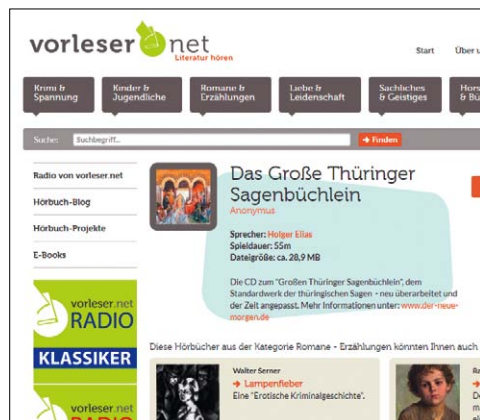 vorleser net
Literatur hören
Start
Krimi & Spannung
Kinder & Jugendliche
Romane & Erzählungen
Liebe & Leidenschaft
Sachliches & Geistiges
Suche: Suchbegriff... → Finden
Radio von vorleser.net
Hörbuch-Blog
Hörbuch-Projekte
E-Books
vorleser.net
RADIO
KLASSIKER
vorleser.net
Das Große Thüringer
Sagenbüchlein
Anonymus
Sprecher: Holger Elias
Spieldauer: 55m
Dateigröße: ca. 28,9 MB
Die CD zum "Großen Thüringer Sagenbüchlein", dem
Standardwerk der thüringischen Sagen - neu überarbeitet und
der Zeit angepasst. Mehr Informationen unter: www.der-neue-
morgen.de
Diese Hörbücher aus der Kategorie Romane - Erzählungen könnten Ihnen auch
Walter Serner
→ Lampenfieber
Eine "Erotische Kriminalgeschichte".